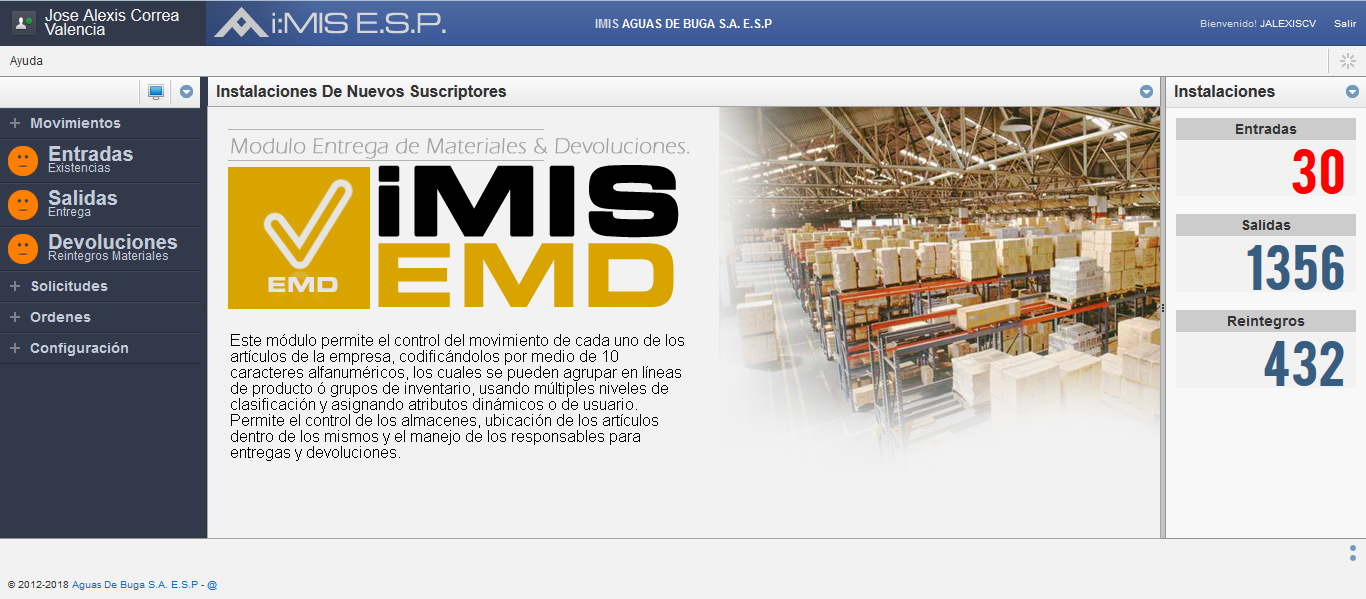 Jose Alexis Correa
Valencia
i:MIS E.S.P.
IMIS AGUAS DE BUGA S.A. E.S.P
Bienvenido! JALEXISCV Salir
Ayuda
Movimientos
Entradas
Existencias
Salidas
Entrega
Devoluciones
Reintegros Materiales
Solicitudes
Ordenes
Configuración
Instalaciones De Nuevos Suscriptores
Modulo Entrega de Materiales & Devoluciones.
EMD
iMIS
EMD
Este módulo permite el control del movimiento de cada uno de los
artículos de la empresa, codificándolos por medio de 10
caracteres alfanuméricos, los cuales se pueden agrupar en líneas
de producto ó grupos de inventario, usando múltiples niveles de
clasificación y asignando atributos dinámicos o de usuario.
Permite el control de los almacenes, ubicación de los artículos
dentro de los mismos y el manejo de los responsables para
entregas y devoluciones.
Instalaciones
Entradas
30
Salidas
1356
Reintegros
432
© 2012-2018 Aguas De Buga S.A. E.S.P - @